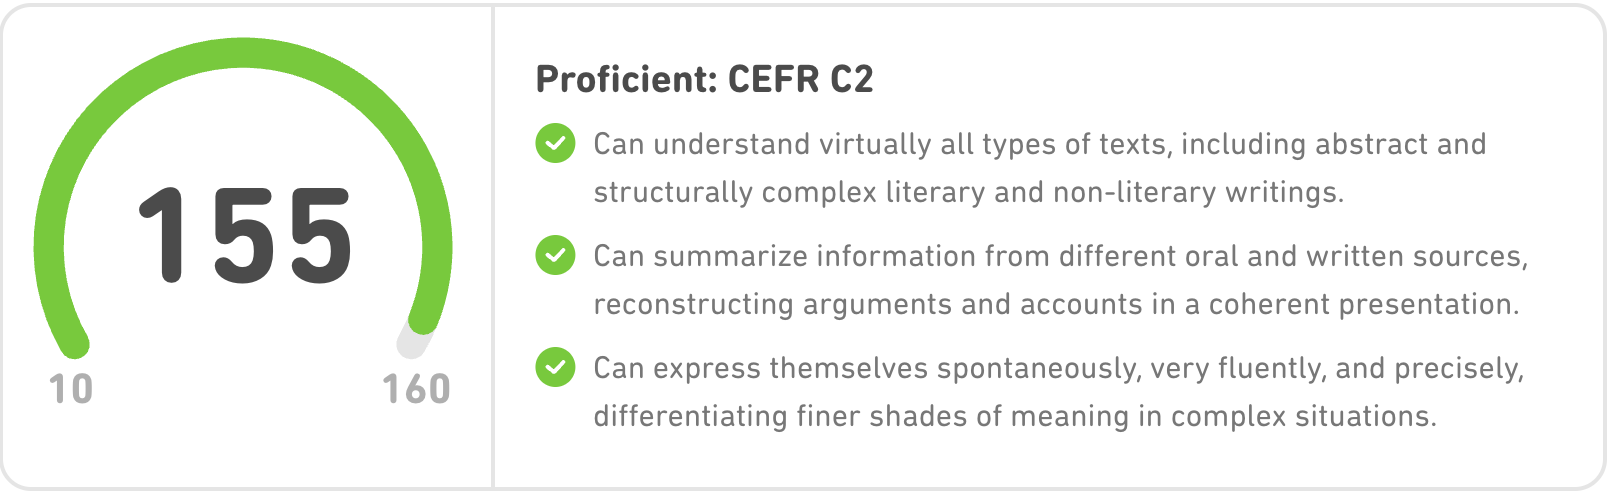 155
10
160
Proficient: CEFR C2
Can understand virtually all types of texts, including abstract and
structurally complex literary and non-literary writings.
Can summarize information from different oral and written sources,
reconstructing arguments and accounts in a coherent presentation.
Can express themselves spontaneously, very fluently, and precisely,
differentiating finer shades of meaning in complex situations.